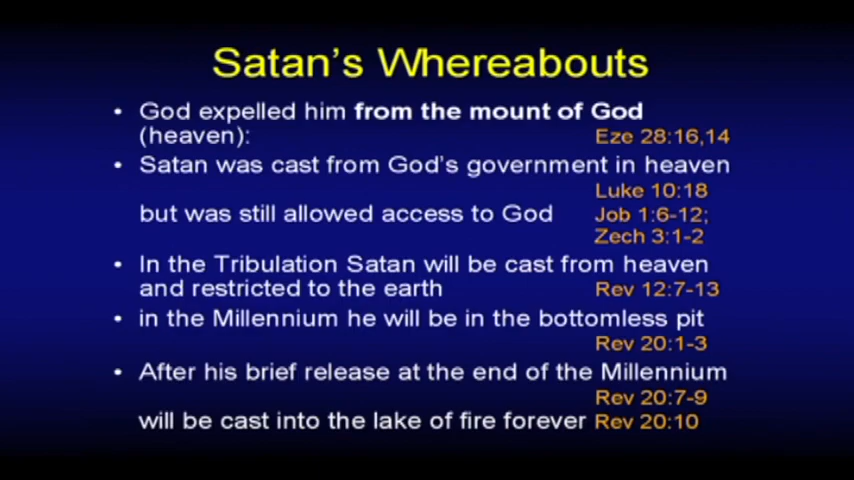 Satan's Whereabouts
• God expelled him from the mount of God
(heaven): Eze 28:16,14
• Satan was cast from God's government in heaven
Luke 10:18
but was still allowed access to God Job 1:6-12;
Zech 3:1-2
• In the Tribulation Satan will be cast from heaven
and restricted to the earth Rev 12:7-13
• in the Millennium he will be in the bottomless pit
Rev 20:1-3
• After his brief release at the end of the Millennium
Rev 20:7-9
will be cast into the lake of fire forever Rev 20:10